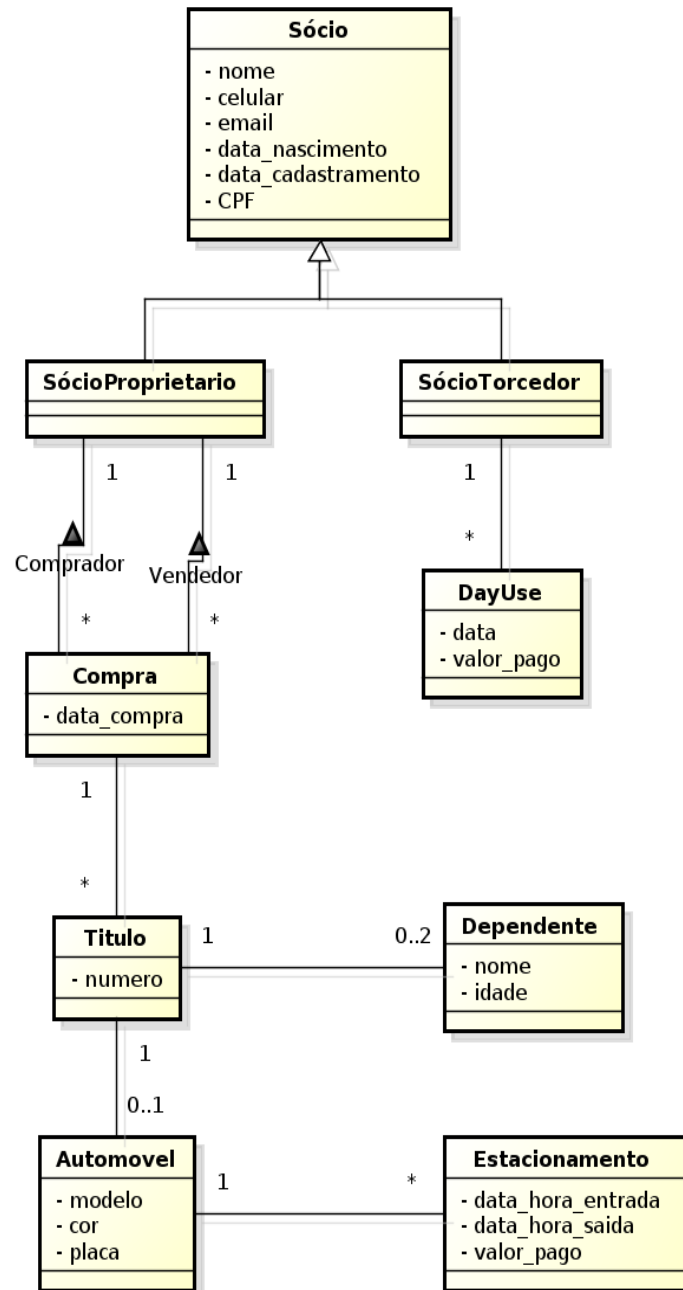 Sócio
- nome
- celular
- email
- data_nascimento
- data_cadastramento
- CPF
SócioProprietario
SócioTorcedor
1
1
1
Comprador
Vendedor
*
*
*
DayUse
- data
- valor_pago
Compra
- data_compra
1
*
Titulo
- numero
1
0..2
Dependente
- nome
- idade
1
0..1
Automovel
- modelo
- cor
- placa
1
*
Estacionamento
- data_hora_entrada
- data_hora_saida
- valor_pago